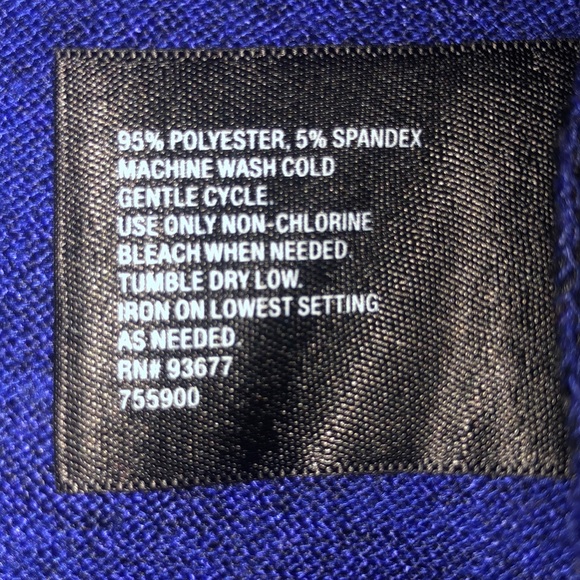 95% POLYESTER, 5% SPANDEX
MACHINE WASH COLD
GENTLE CYCLE.
USE ONLY NON-CHLORINE
BLEACH WHEN NEEDED.
TUMBLE DRY LOW.
IRON ON LOWEST SETTING
AS NEEDED.
RN# 93677
755900